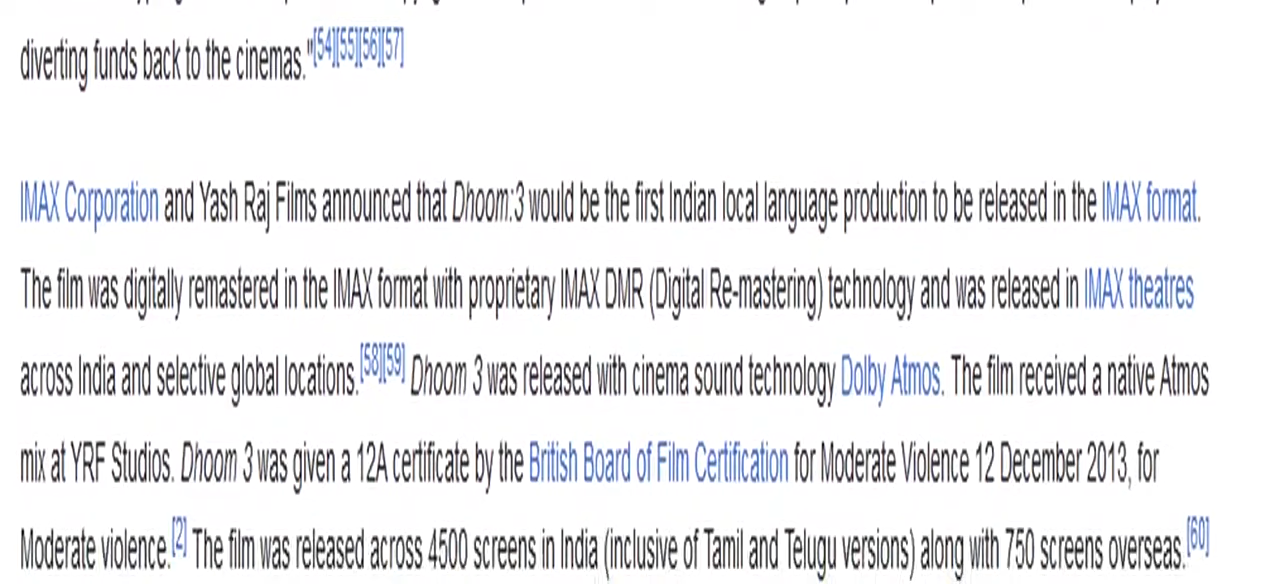 diverting funds back to the cinemas."[54][55][56][57]
IMAX Corporation and Yash Raj Films announced that Dhoom:3 would be the first Indian local language production to be released in the IMAX format.
The film was digitally remastered in the IMAX format with proprietary IMAX DMR (Digital Re-mastering) technology and was released in IMAX theatres
across India and selective global locations.[58][59] Dhoom 3 was released with cinema sound technology Dolby Atmos. The film received a native Atmos
mix at YRF Studios. Dhoom 3 was given a 12A certificate by the British Board of Film Certification for Moderate Violence 12 December 2013, for
Moderate violence.[2] The film was released across 4500 screens in India (inclusive of Tamil and Telugu versions) along with 750 screens overseas.[60]